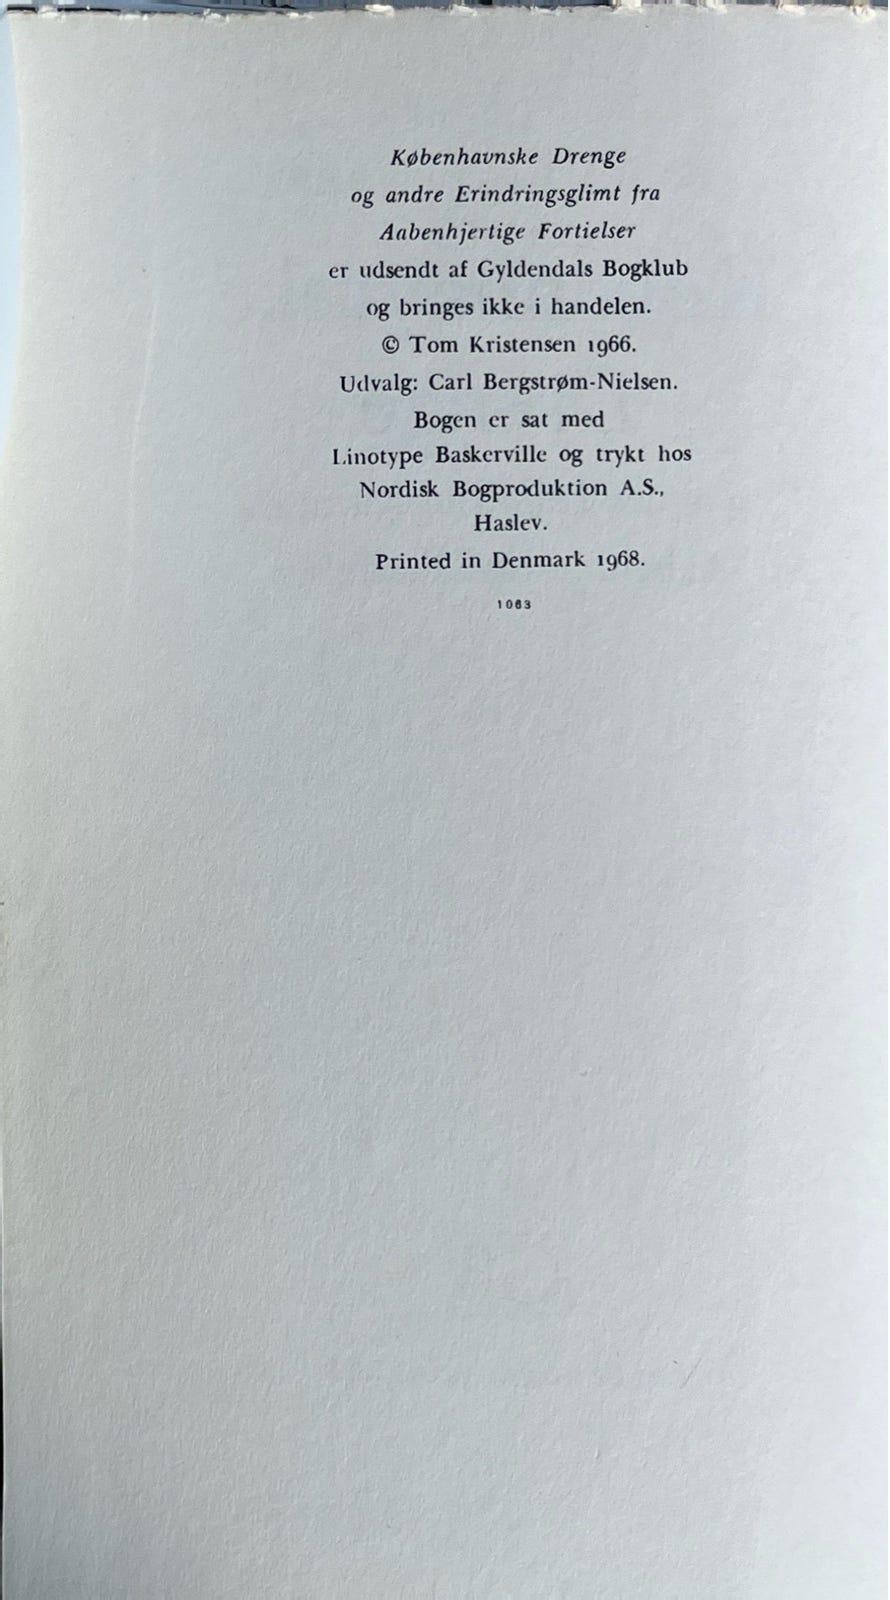 Københavnske Drenge
og andre Erindringsglimt fra
Aabenhjertige Fortielser
er udsendt af Gyldendals Bogklub
og bringes ikke i handelen.
© Tom Kristensen 1966.
Udvalg: Carl Bergstrøm-Nielsen.
Bogen er sat med
Linotype Baskerville og trykt hos
Nordisk Bogproduktion A.S.,
Haslev.
Printed in Denmark 1968.
1063